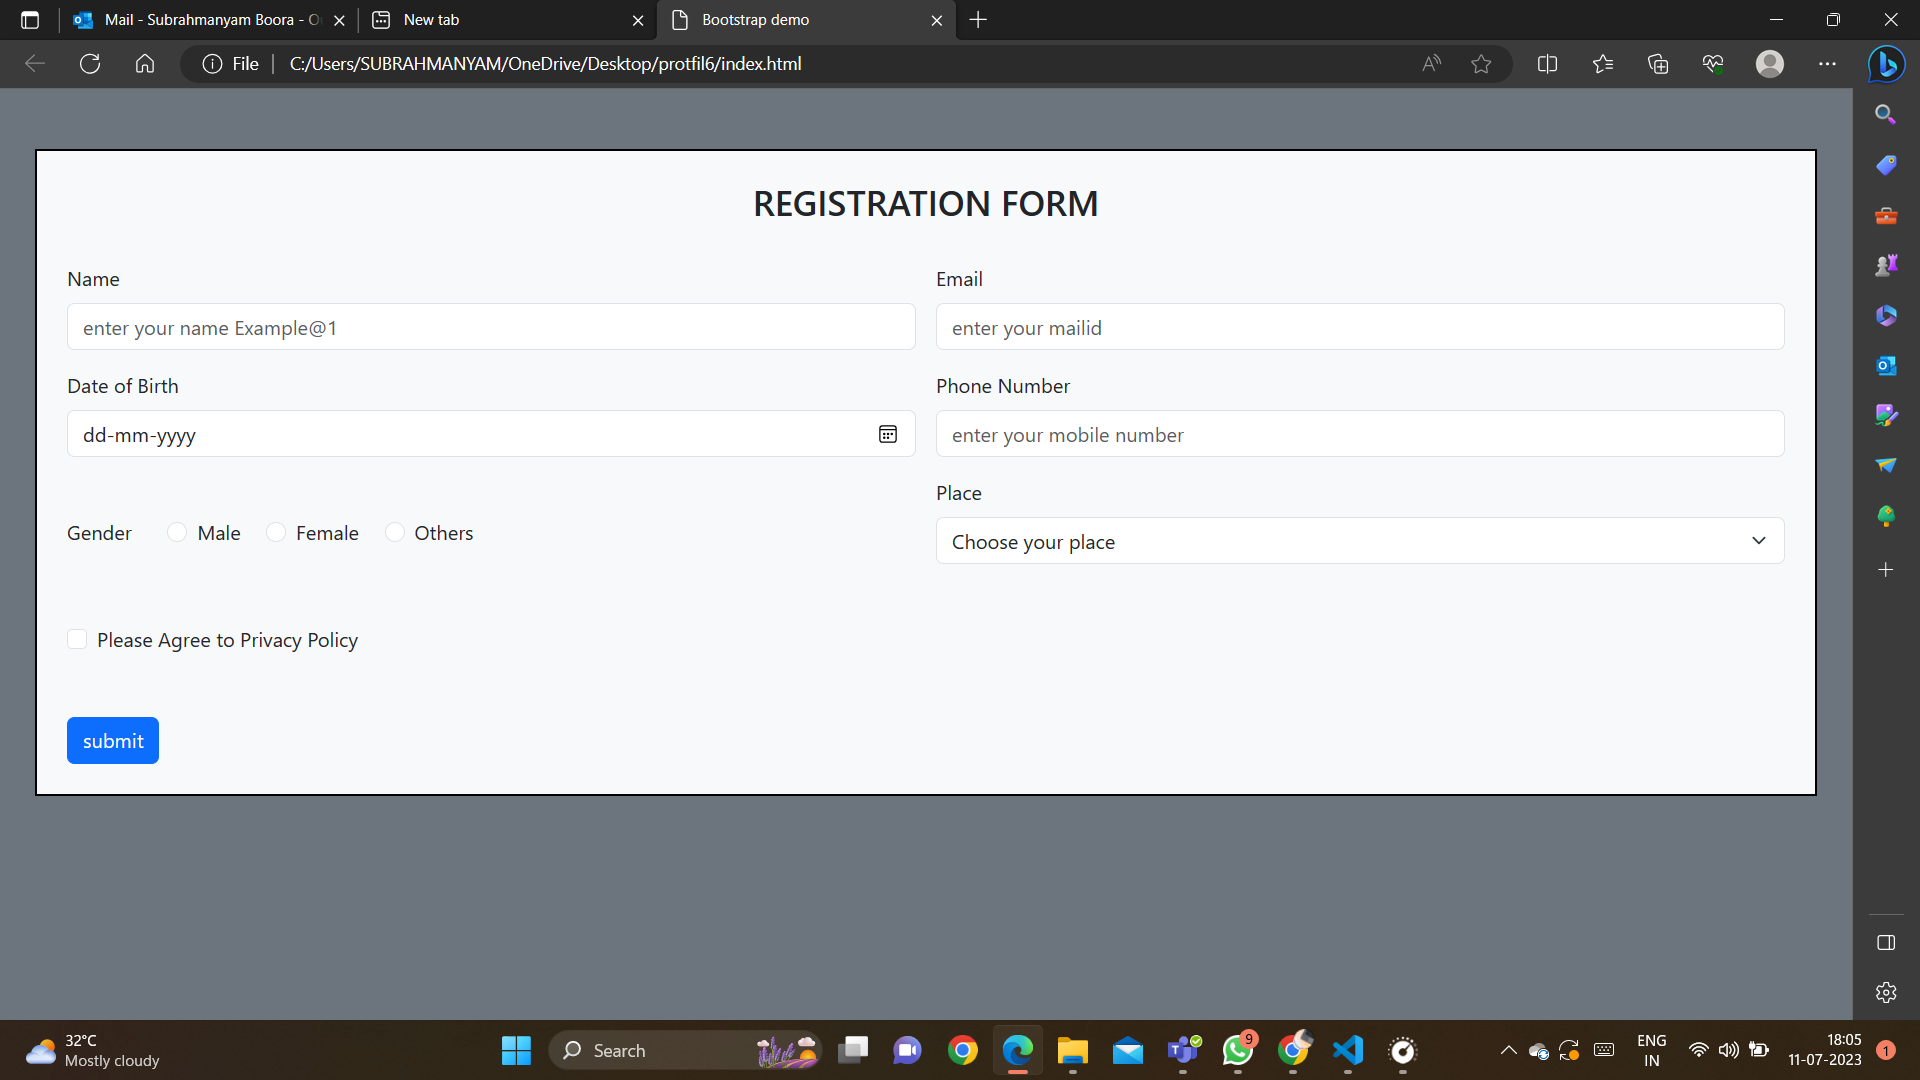 Mail - Subrahmanyam Boora - O
New tab
Bootstrap demo
File
C:/Users/SUBRAHMANYAM/OneDrive/Desktop/protfil6/index.html
REGISTRATION FORM
Name
Email
enter your name Example@1
enter your mailid
Date of Birth
Phone Number
dd-mm-yyyy
enter your mobile number
Place
Gender Male Female Others
Choose your place
Please Agree to Privacy Policy
submit
32°C
Mostly cloudy
Search
9
ENG
IN
18:05
11-07-2023
1